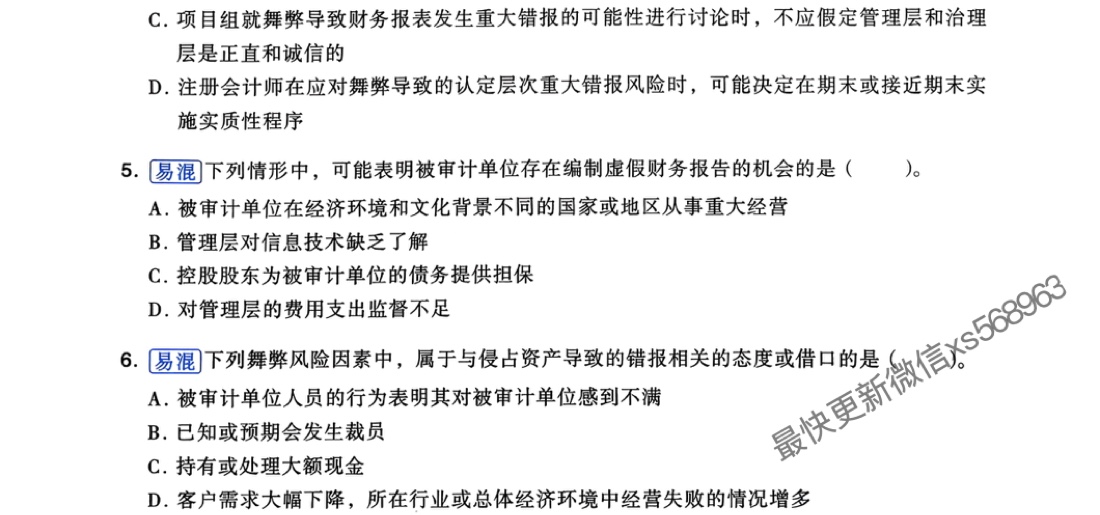 C. 项目组就舞弊导致财务报表发生重大错报的可能性进行讨论时，不应假定管理层和治理
层是正直和诚信的
D. 注册会计师在应对舞弊导致的认定层次重大错报风险时，可能决定在期末或接近期末实
施实质性程序
5. 易混 下列情形中，可能表明被审计单位存在编制虚假财务报告的机会的是（　　）。
A. 被审计单位在经济环境和文化背景不同的国家或地区从事重大经营
B. 管理层对信息技术缺乏了解
C. 控股股东为被审计单位的债务提供担保
D. 对管理层的费用支出监督不足
6. 易混 下列舞弊风险因素中，属于与侵占资产导致的错报相关的态度或借口的是（　　）。
A. 被审计单位人员的行为表明其对被审计单位感到不满
B. 已知或预期会发生裁员
C. 持有或处理大额现金
D. 客户需求大幅下降，所在行业或总体经济环境中经营失败的情况增多
最快更新微信xs568963